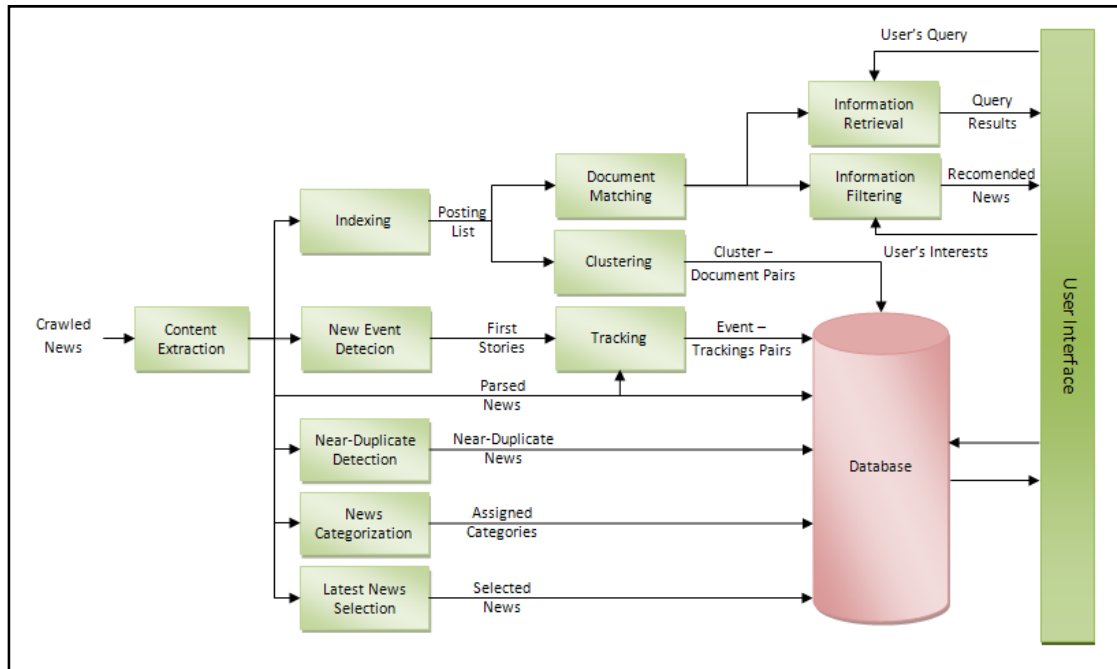 User's Query
Information
Retrieval
Query
Results
Document
Matching
Information
Filtering
Recomended
News
Indexing
Posting
List
Clustering
Cluster –
Document Pairs
User's Interests
User Interface
Crawled
News
Content
Extraction
New Event
Detecion
First
Stories
Tracking
Event –
Trackings Pairs
Parsed
News
Near-Duplicate
Detection
Near-Duplicate
News
Database
News
Categorization
Assigned
Categories
Latest News
Selection
Selected
News